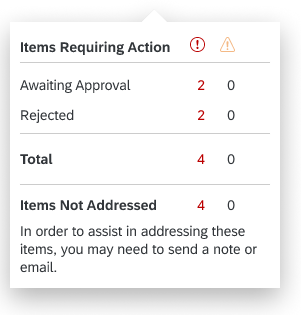 Items Requiring Action
Awaiting Approval 2 0
Rejected 2 0
Total 4 0
Items Not Addressed 4 0
In order to assist in addressing these
items, you may need to send a note or
email.